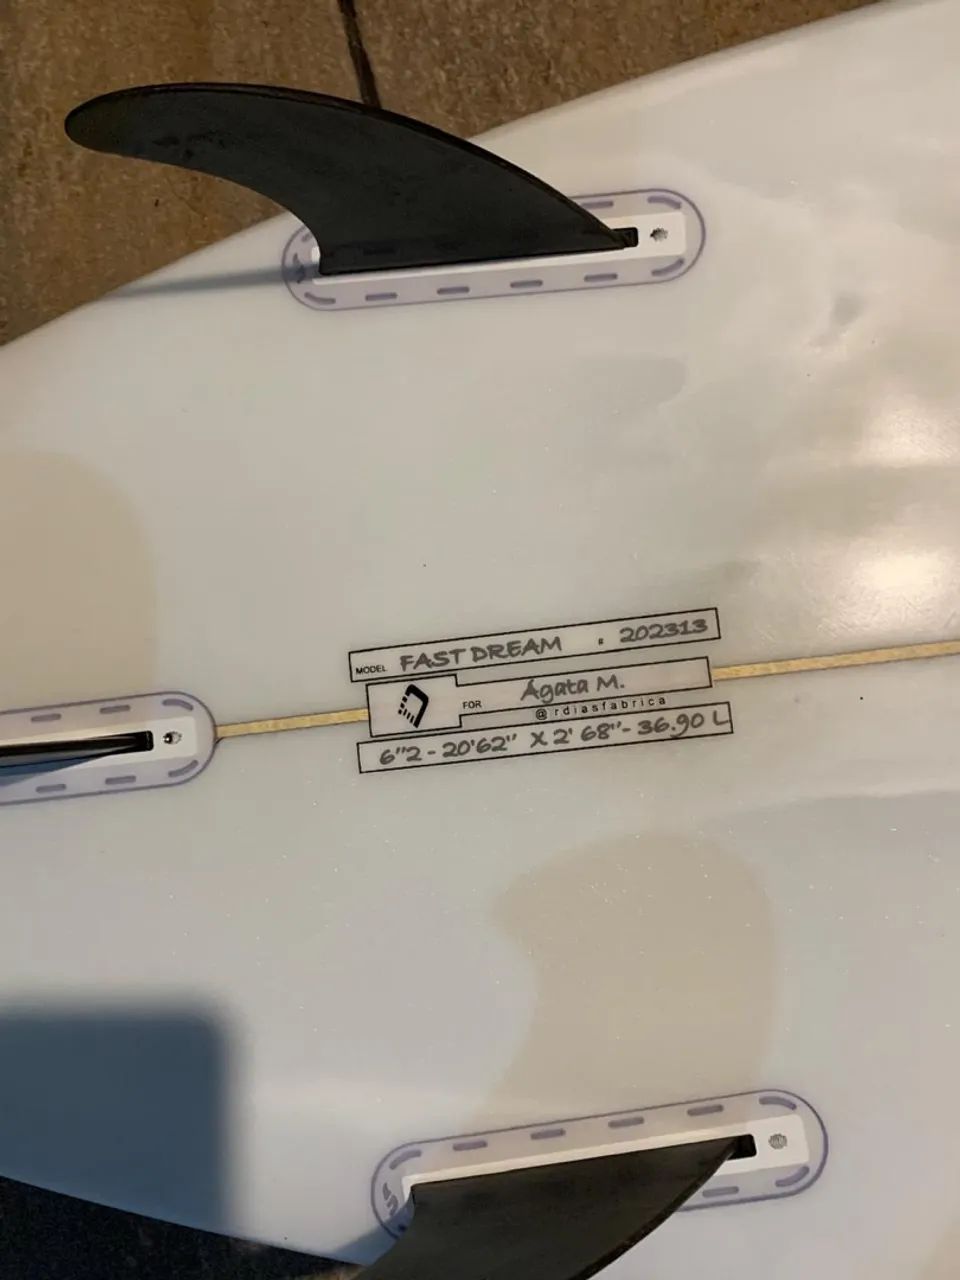 MODEL FAST DREAM # 202313
FOR Ágata M.
@rdiasfabrica
6"2 - 20'62" X 2' 68" - 36.90 L